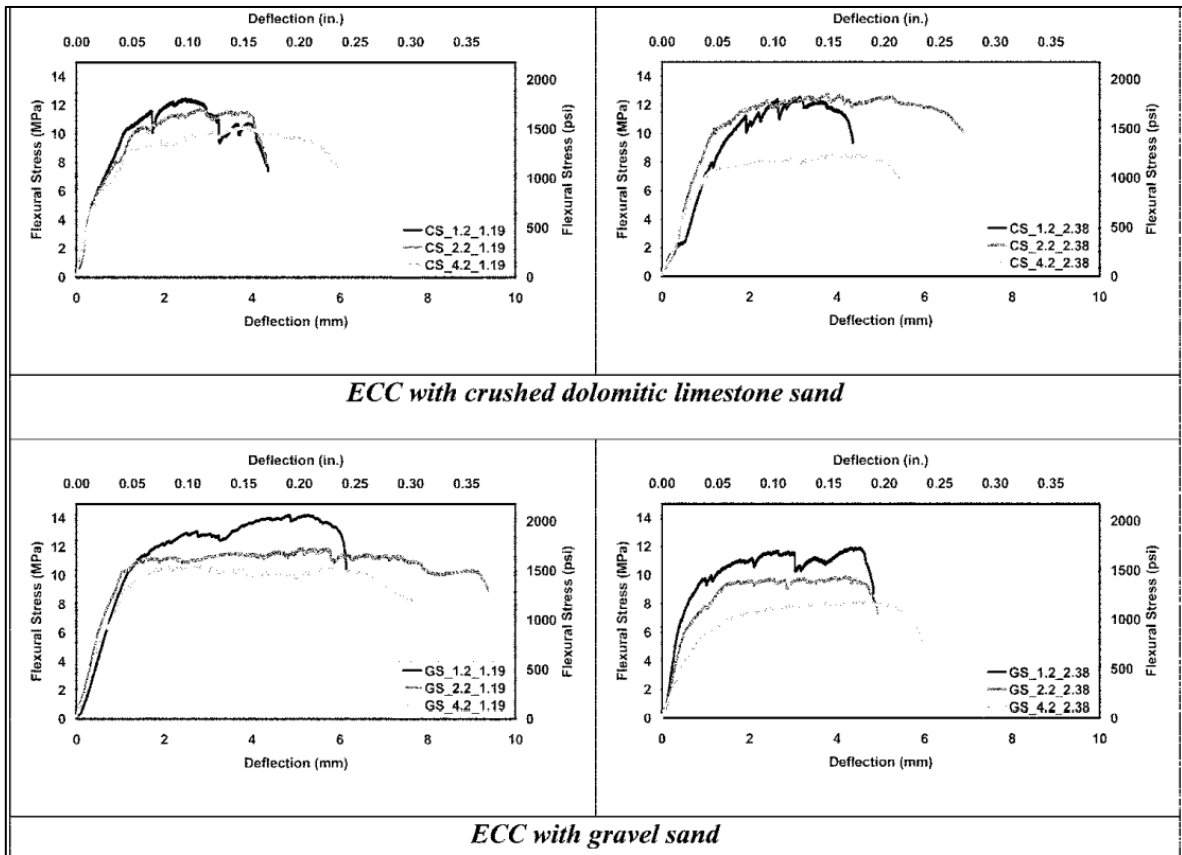 Deflection (in.)
0.00 0.05 0.10 0.15 0.20 0.25 0.30 0.35
14
12
10
8
6
4
2
0
Flexural Stress (MPa)
2000
1500
1000
500
0
Flexural Stress (psi)
CS_1.2_1.19
CS_2.2_1.19
CS_4.2_1.19
0 2 4 6 8 10
Deflection (mm)
Deflection (in.)
0.00 0.05 0.10 0.15 0.20 0.25 0.30 0.35
14
12
10
8
6
4
2
0
Flexural Stress (MPa)
2000
1500
1000
500
0
Flexural Stress (psi)
CS_1.2_2.38
CS_2.2_2.38
CS_4.2_2.38
0 2 4 6 8 10
Deflection (mm)
ECC with crushed dolomitic limestone sand
Deflection (in.)
0.00 0.05 0.10 0.15 0.20 0.25 0.30 0.35
14
12
10
8
6
4
2
0
Flexural Stress (MPa)
2000
1500
1000
500
0
Flexural Stress (psi)
GS_1.2_1.19
GS_2.2_1.19
GS_4.2_1.19
0 2 4 6 8 10
Deflection (mm)
Deflection (in.)
0.00 0.05 0.10 0.15 0.20 0.25 0.30 0.35
14
12
10
8
6
4
2
0
Flexural Stress (MPa)
2000
1500
1000
500
0
Flexural Stress (psi)
GS_1.2_2.38
GS_2.2_2.38
GS_4.2_2.38
0 2 4 6 8 10
Deflection (mm)
ECC with gravel sand